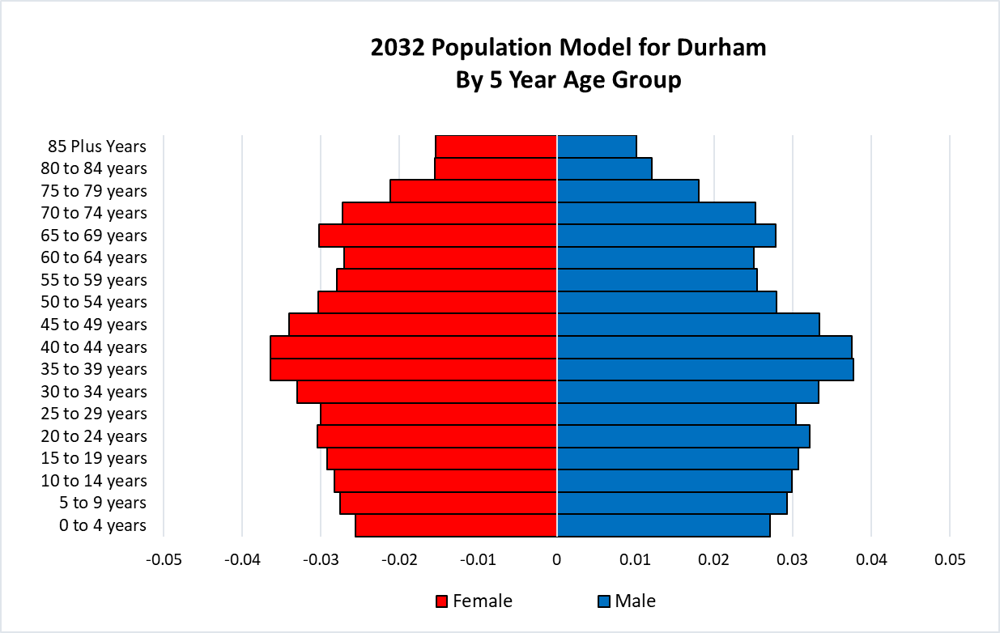 2032 Population Model for Durham
By 5 Year Age Group
85 Plus Years
80 to 84 years
75 to 79 years
70 to 74 years
65 to 69 years
60 to 64 years
55 to 59 years
50 to 54 years
45 to 49 years
40 to 44 years
35 to 39 years
30 to 34 years
25 to 29 years
20 to 24 years
15 to 19 years
10 to 14 years
5 to 9 years
0 to 4 years
-0.05 -0.04 -0.03 -0.02 -0.01 0 0.01 0.02 0.03 0.04 0.05
Female Male